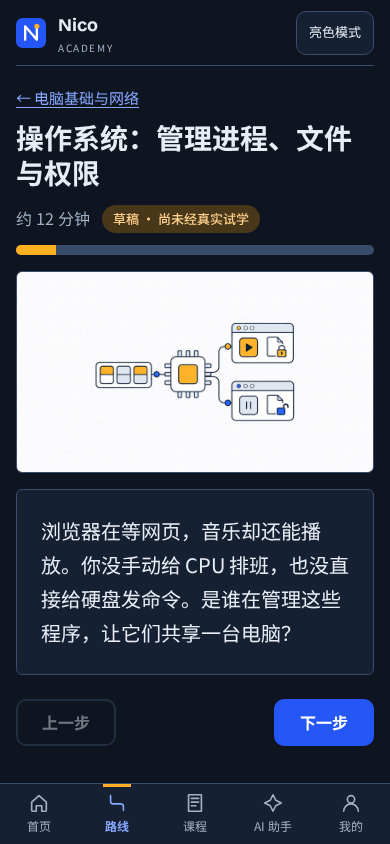 Nico
ACADEMY
亮色模式
← 电脑基础与网络
操作系统：管理进程、文件
与权限
约 12 分钟
草稿 · 尚未经真实试学
浏览器在等网页，音乐却还能播
放。你没手动给 CPU 排班，也没直
接给硬盘发命令。是谁在管理这些
程序，让它们共享一台电脑？
上一步
下一步
首页
路线
课程
AI 助手
我的